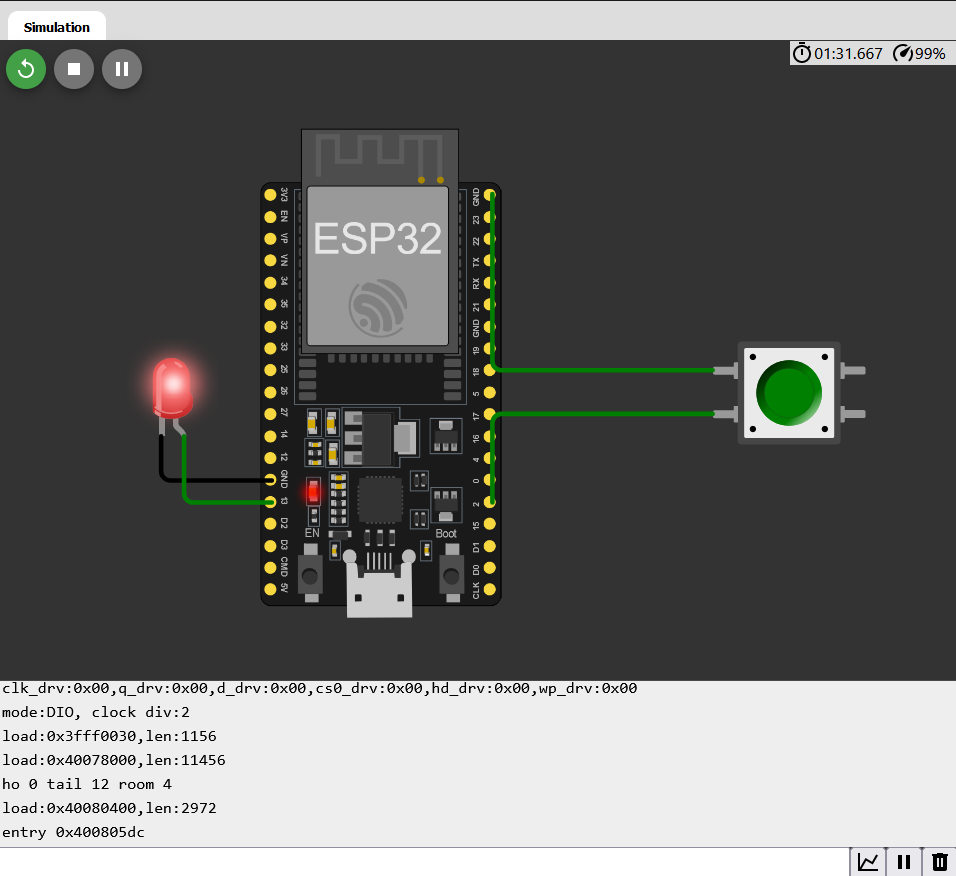 Simulation
01:31.667 99%
ESP32
3V3
EN
VP
VN
34
35
32
33
25
26
27
14
12
GND
13
D2
D3
CMD
5V
GND
23
22
TX
RX
21
GND
19
18
5
17
16
4
0
2
15
D1
D0
CLK
EN
Boot
clk_drv:0x00,q_drv:0x00,d_drv:0x00,cs0_drv:0x00,hd_drv:0x00,wp_drv:0x00
mode:DIO, clock div:2
load:0x3fff0030,len:1156
load:0x40078000,len:11456
ho 0 tail 12 room 4
load:0x40080400,len:2972
entry 0x400805dc